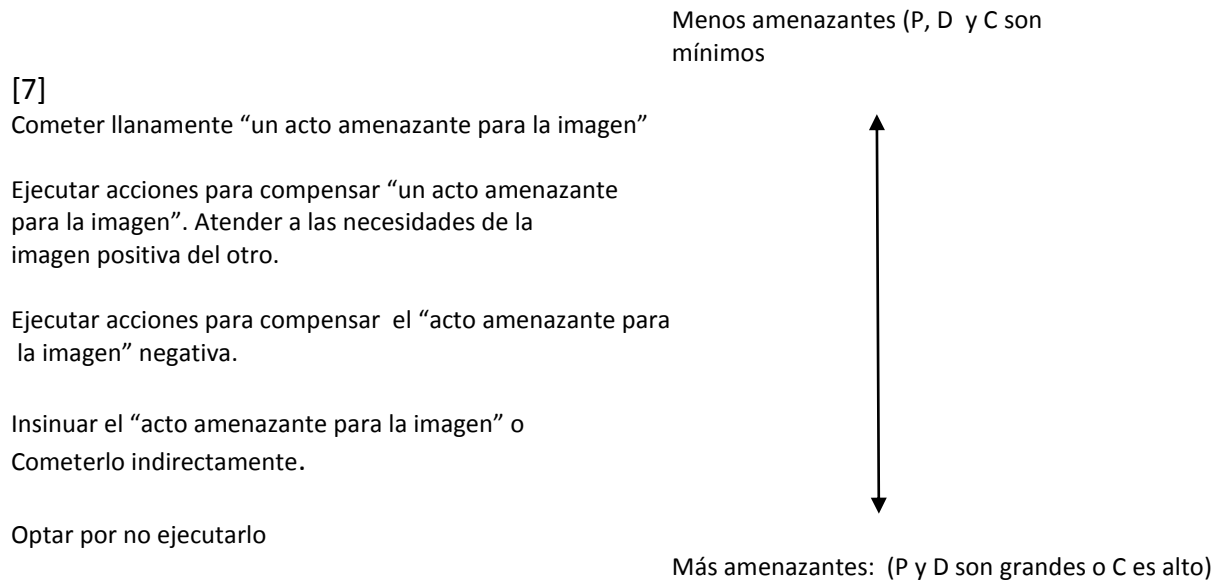 Menos amenazantes (P, D  y C son
mínimos
[7]
Cometer llanamente “un acto amenazante para la imagen”
Ejecutar acciones para compensar “un acto amenazante
para la imagen”. Atender a las necesidades de la
imagen positiva del otro.
Ejecutar acciones para compensar  el “acto amenazante para
la imagen” negativa.
Insinuar el “acto amenazante para la imagen” o
Cometerlo indirectamente.
Optar por no ejecutarlo
Más amenazantes:  (P y D son grandes o C es alto)